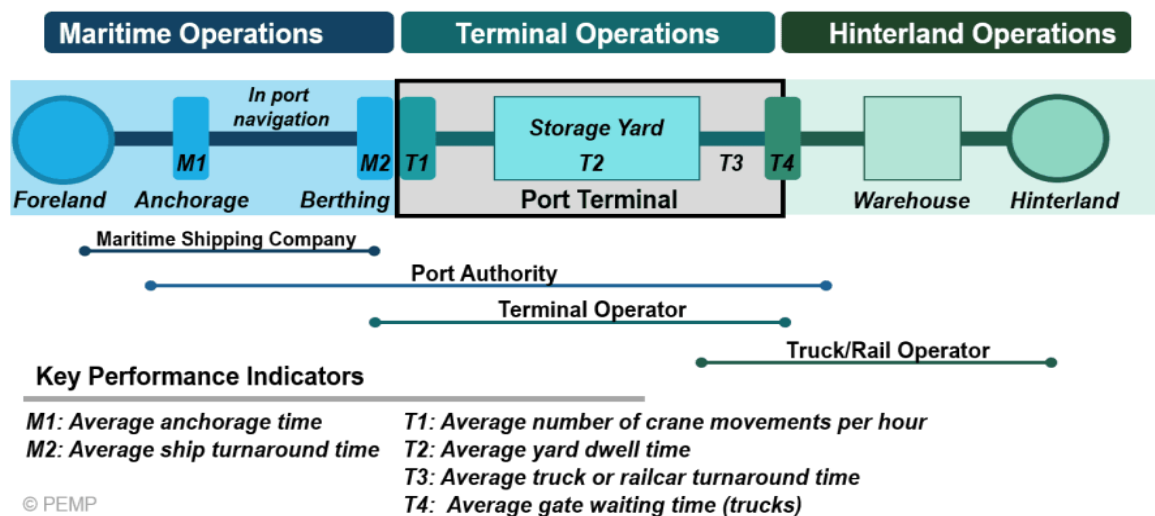 Maritime Operations
Terminal Operations
Hinterland Operations
In port
navigation
Storage Yard
M1
M2
T1
T2
T3
T4
Foreland
Anchorage
Berthing
Port Terminal
Warehouse
Hinterland
Maritime Shipping Company
Port Authority
Terminal Operator
Truck/Rail Operator
Key Performance Indicators
M1: Average anchorage time
M2: Average ship turnaround time
T1: Average number of crane movements per hour
T2: Average yard dwell time
T3: Average truck or railcar turnaround time
T4: Average gate waiting time (trucks)
© PEMP